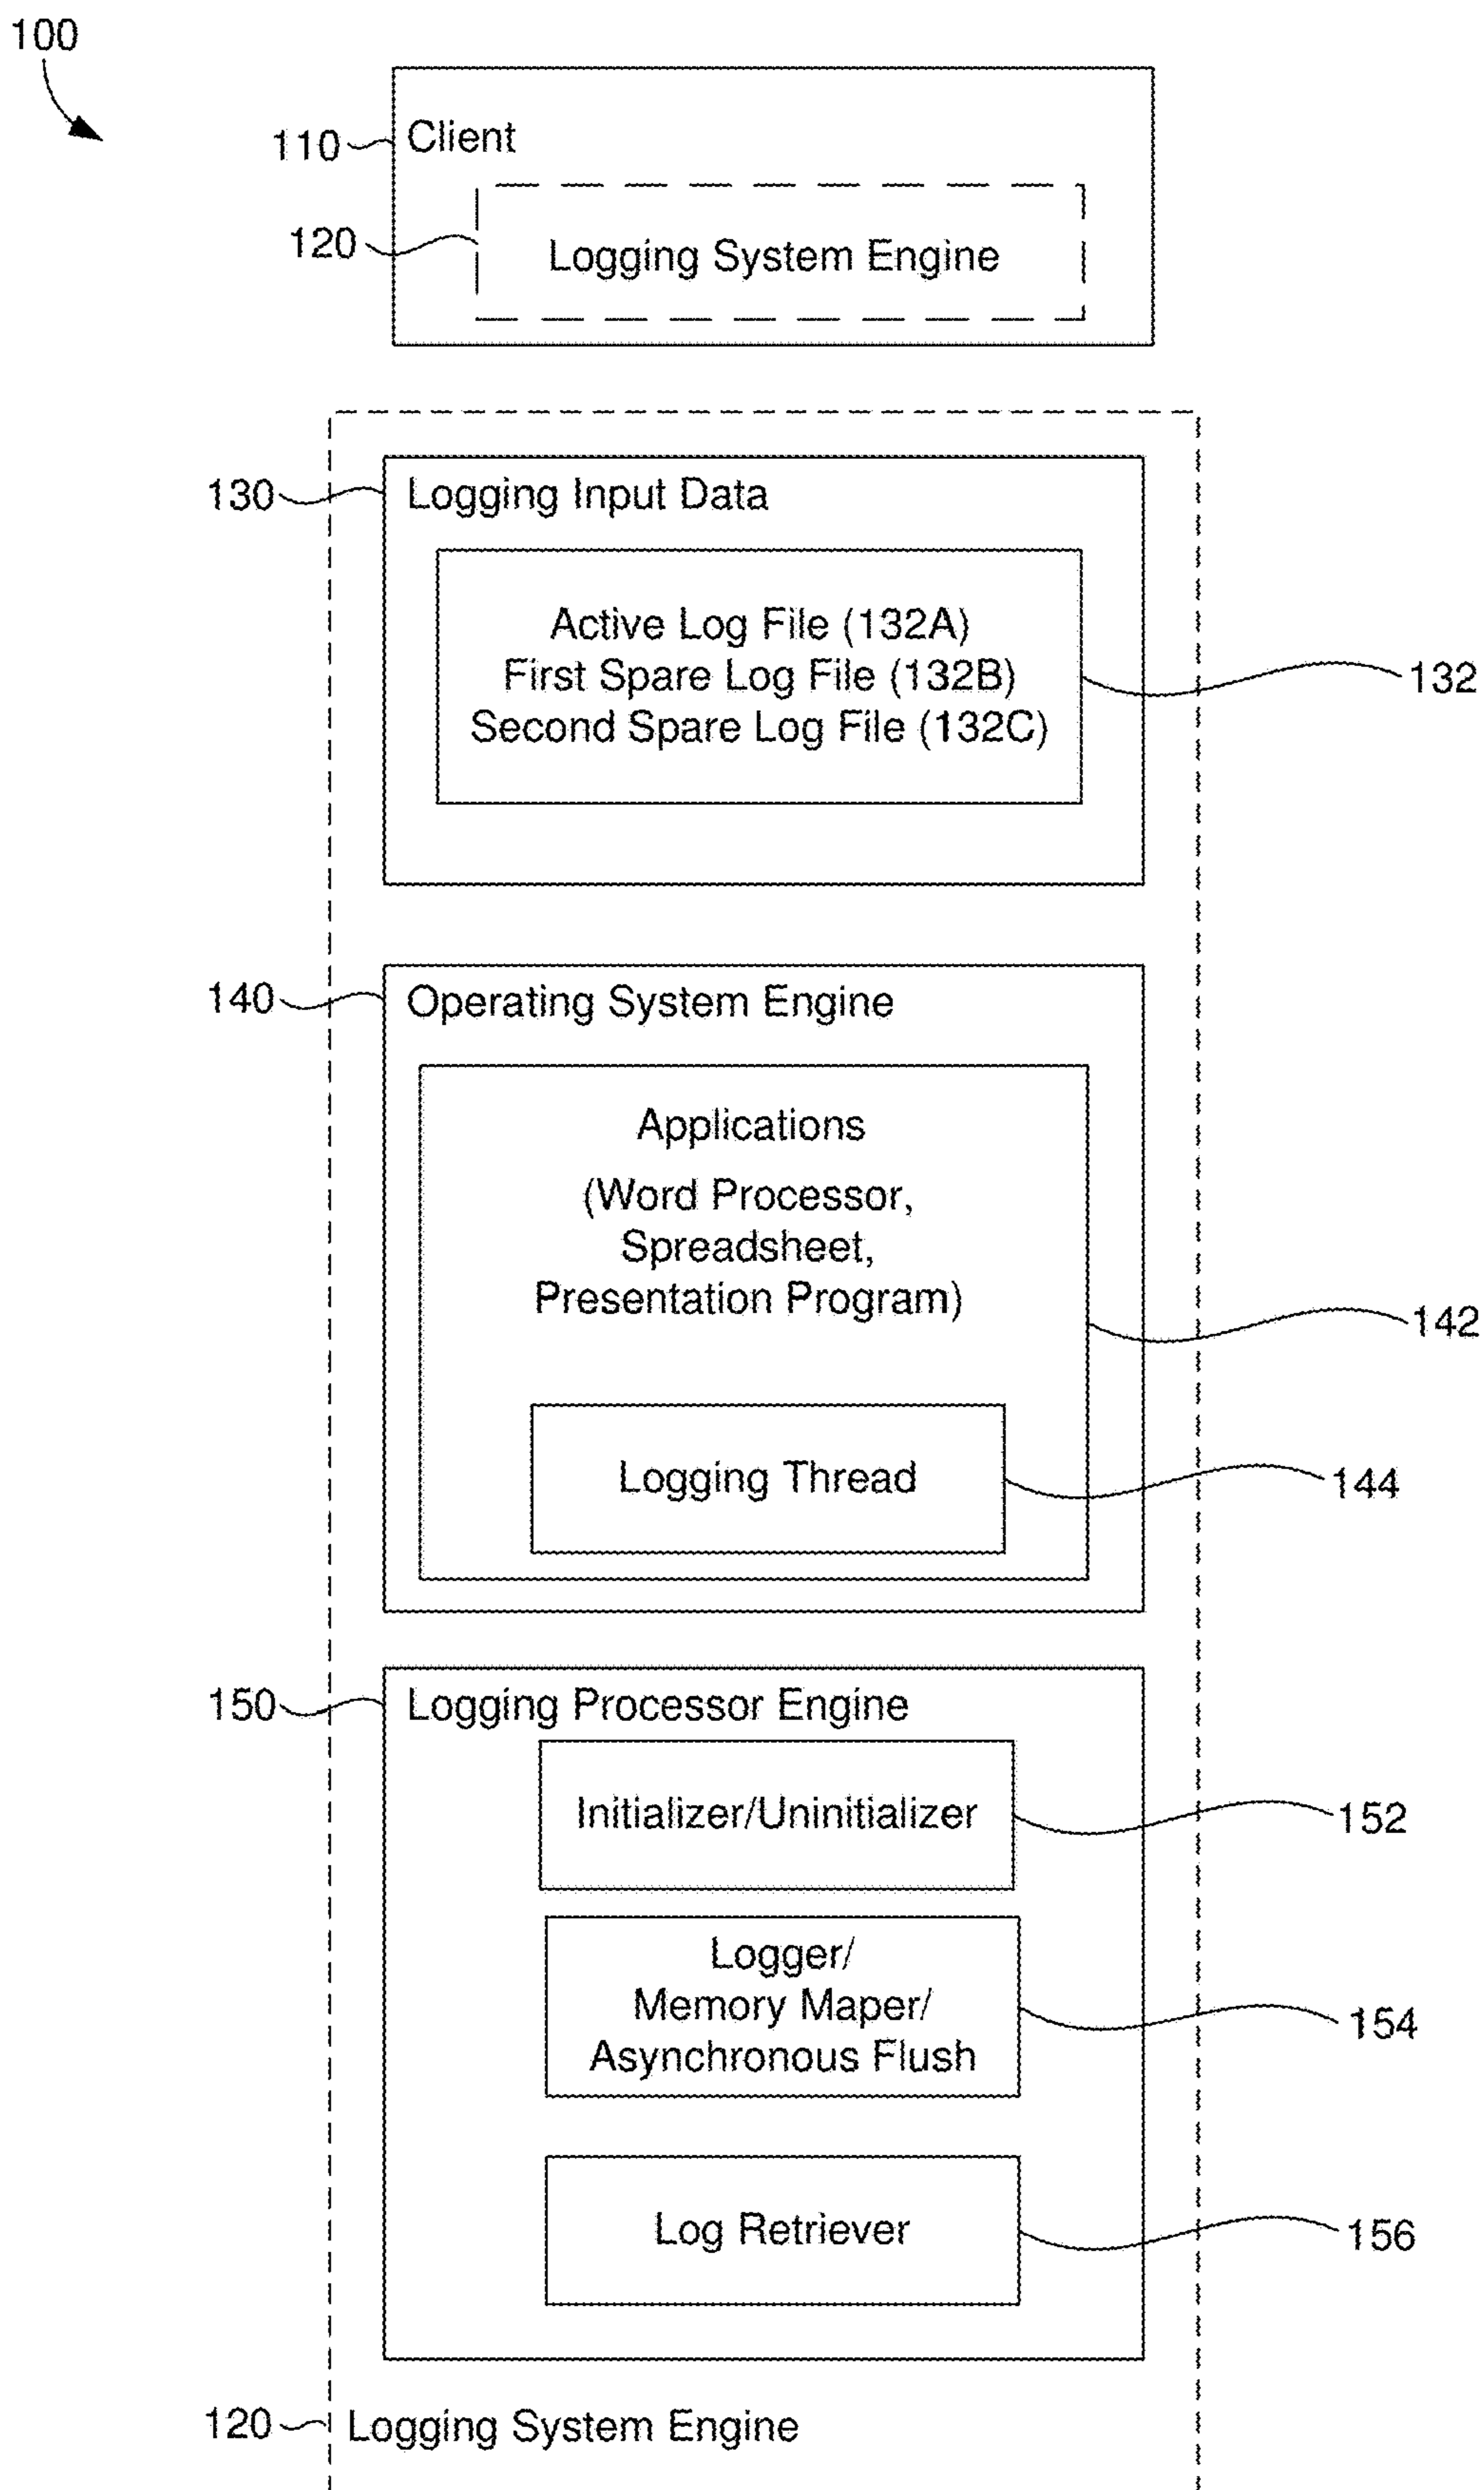 100
110
Client
120
Logging System Engine
130
Logging Input Data
Active Log File (132A)
First Spare Log File (132B)
Second Spare Log File (132C)
132
140
Operating System Engine
Applications
(Word Processor,
Spreadsheet,
Presentation Program)
142
Logging Thread
144
150
Logging Processor Engine
Initializer/Uninitializer
152
Logger/
Memory Maper/
Asynchronous Flush
154
Log Retriever
156
120
Logging System Engine